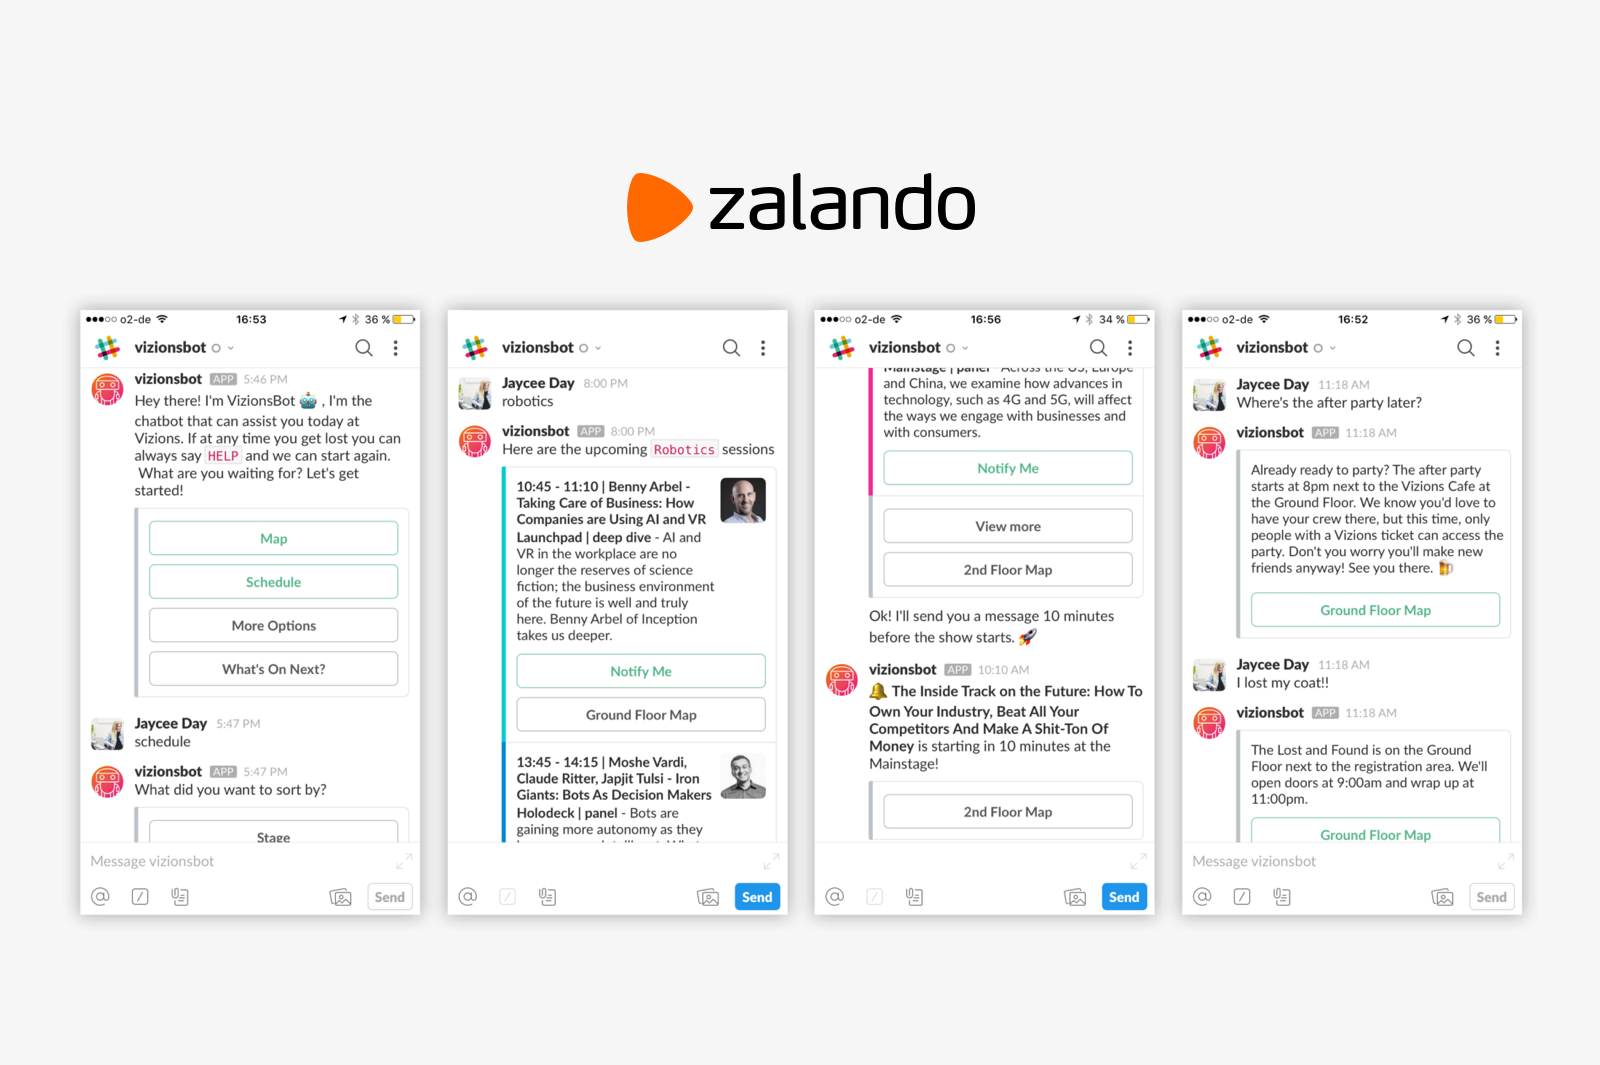 zalando
o2-de
16:53
36 %
vizionsbot
vizionsbot APP 5:46 PM
Hey there! I'm VizionsBot 🤖 , I'm the
chatbot that can assist you today at
Vizions. If at any time you get lost you can
always say HELP and we can start again.
What are you waiting for? Let's get
started!
Map
Schedule
More Options
What's On Next?
Jaycee Day 5:47 PM
schedule
vizionsbot APP 5:47 PM
What did you want to sort by?
Stage
Message vizionsbot
Send
vizionsbot
Jaycee Day 8:00 PM
robotics
vizionsbot APP 8:00 PM
Here are the upcoming Robotics sessions
10:45 - 11:10 | Benny Arbel -
Taking Care of Business: How
Companies are Using AI and VR
Launchpad | deep dive - AI and
VR in the workplace are no
longer the reserves of science
fiction; the business environment
of the future is well and truly
here. Benny Arbel of Inception
takes us deeper.
Notify Me
Ground Floor Map
13:45 - 14:15 | Moshe Vardi,
Claude Ritter, Japjit Tulsi - Iron
Giants: Bots As Decision Makers
Holodeck | panel - Bots are
gaining more autonomy as they
Send
o2-de
16:56
34 %
vizionsbot
Mainstage | panel - Across the US, Europe
and China, we examine how advances in
technology, such as 4G and 5G, will affect
the ways we engage with businesses and
with consumers.
Notify Me
View more
2nd Floor Map
Ok! I'll send you a message 10 minutes
before the show starts. 🚀
vizionsbot APP 10:10 AM
🔔 The Inside Track on the Future: How To
Own Your Industry, Beat All Your
Competitors And Make A Shit-Ton Of
Money is starting in 10 minutes at the
Mainstage!
2nd Floor Map
Send
o2-de
16:52
36 %
vizionsbot
Jaycee Day 11:18 AM
Where's the after party later?
vizionsbot APP 11:18 AM
Already ready to party? The after party
starts at 8pm next to the Vizions Cafe at
the Ground Floor. We know you'd love to
have your crew there, but this time, only
people with a Vizions ticket can access the
party. Don't you worry you'll make new
friends anyway! See you there. 🍺
Ground Floor Map
Jaycee Day 11:18 AM
I lost my coat!!
vizionsbot APP 11:18 AM
The Lost and Found is on the Ground
Floor next to the registration area. We'll
open doors at 9:00am and wrap up at
11:00pm.
Ground Floor Map
Message vizionsbot
Send